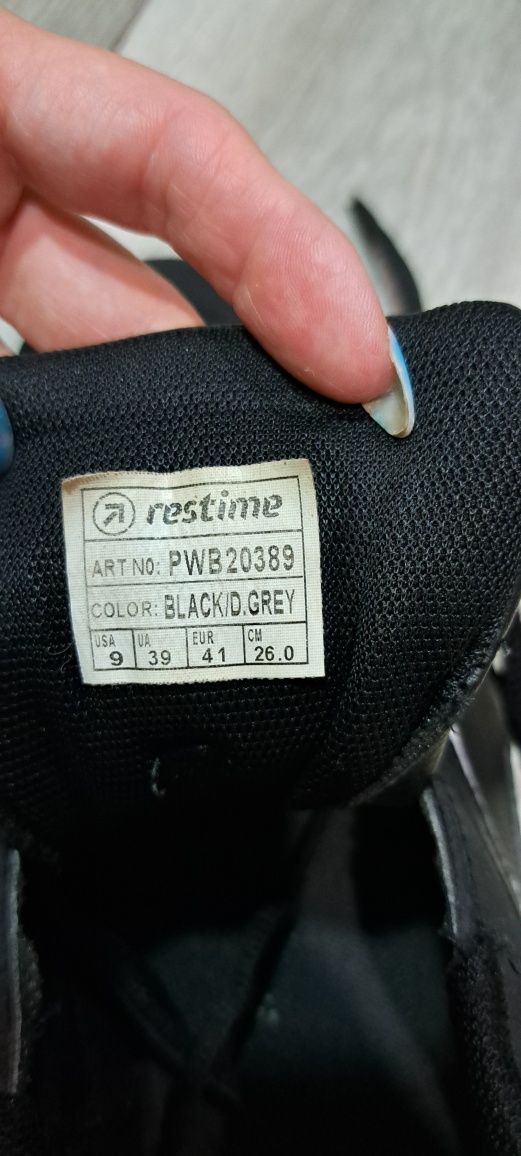 restime
ART NO: PWB20389
COLOR: BLACK/D.GREY
USA 9 UA 39 EUR 41 CM 26.0